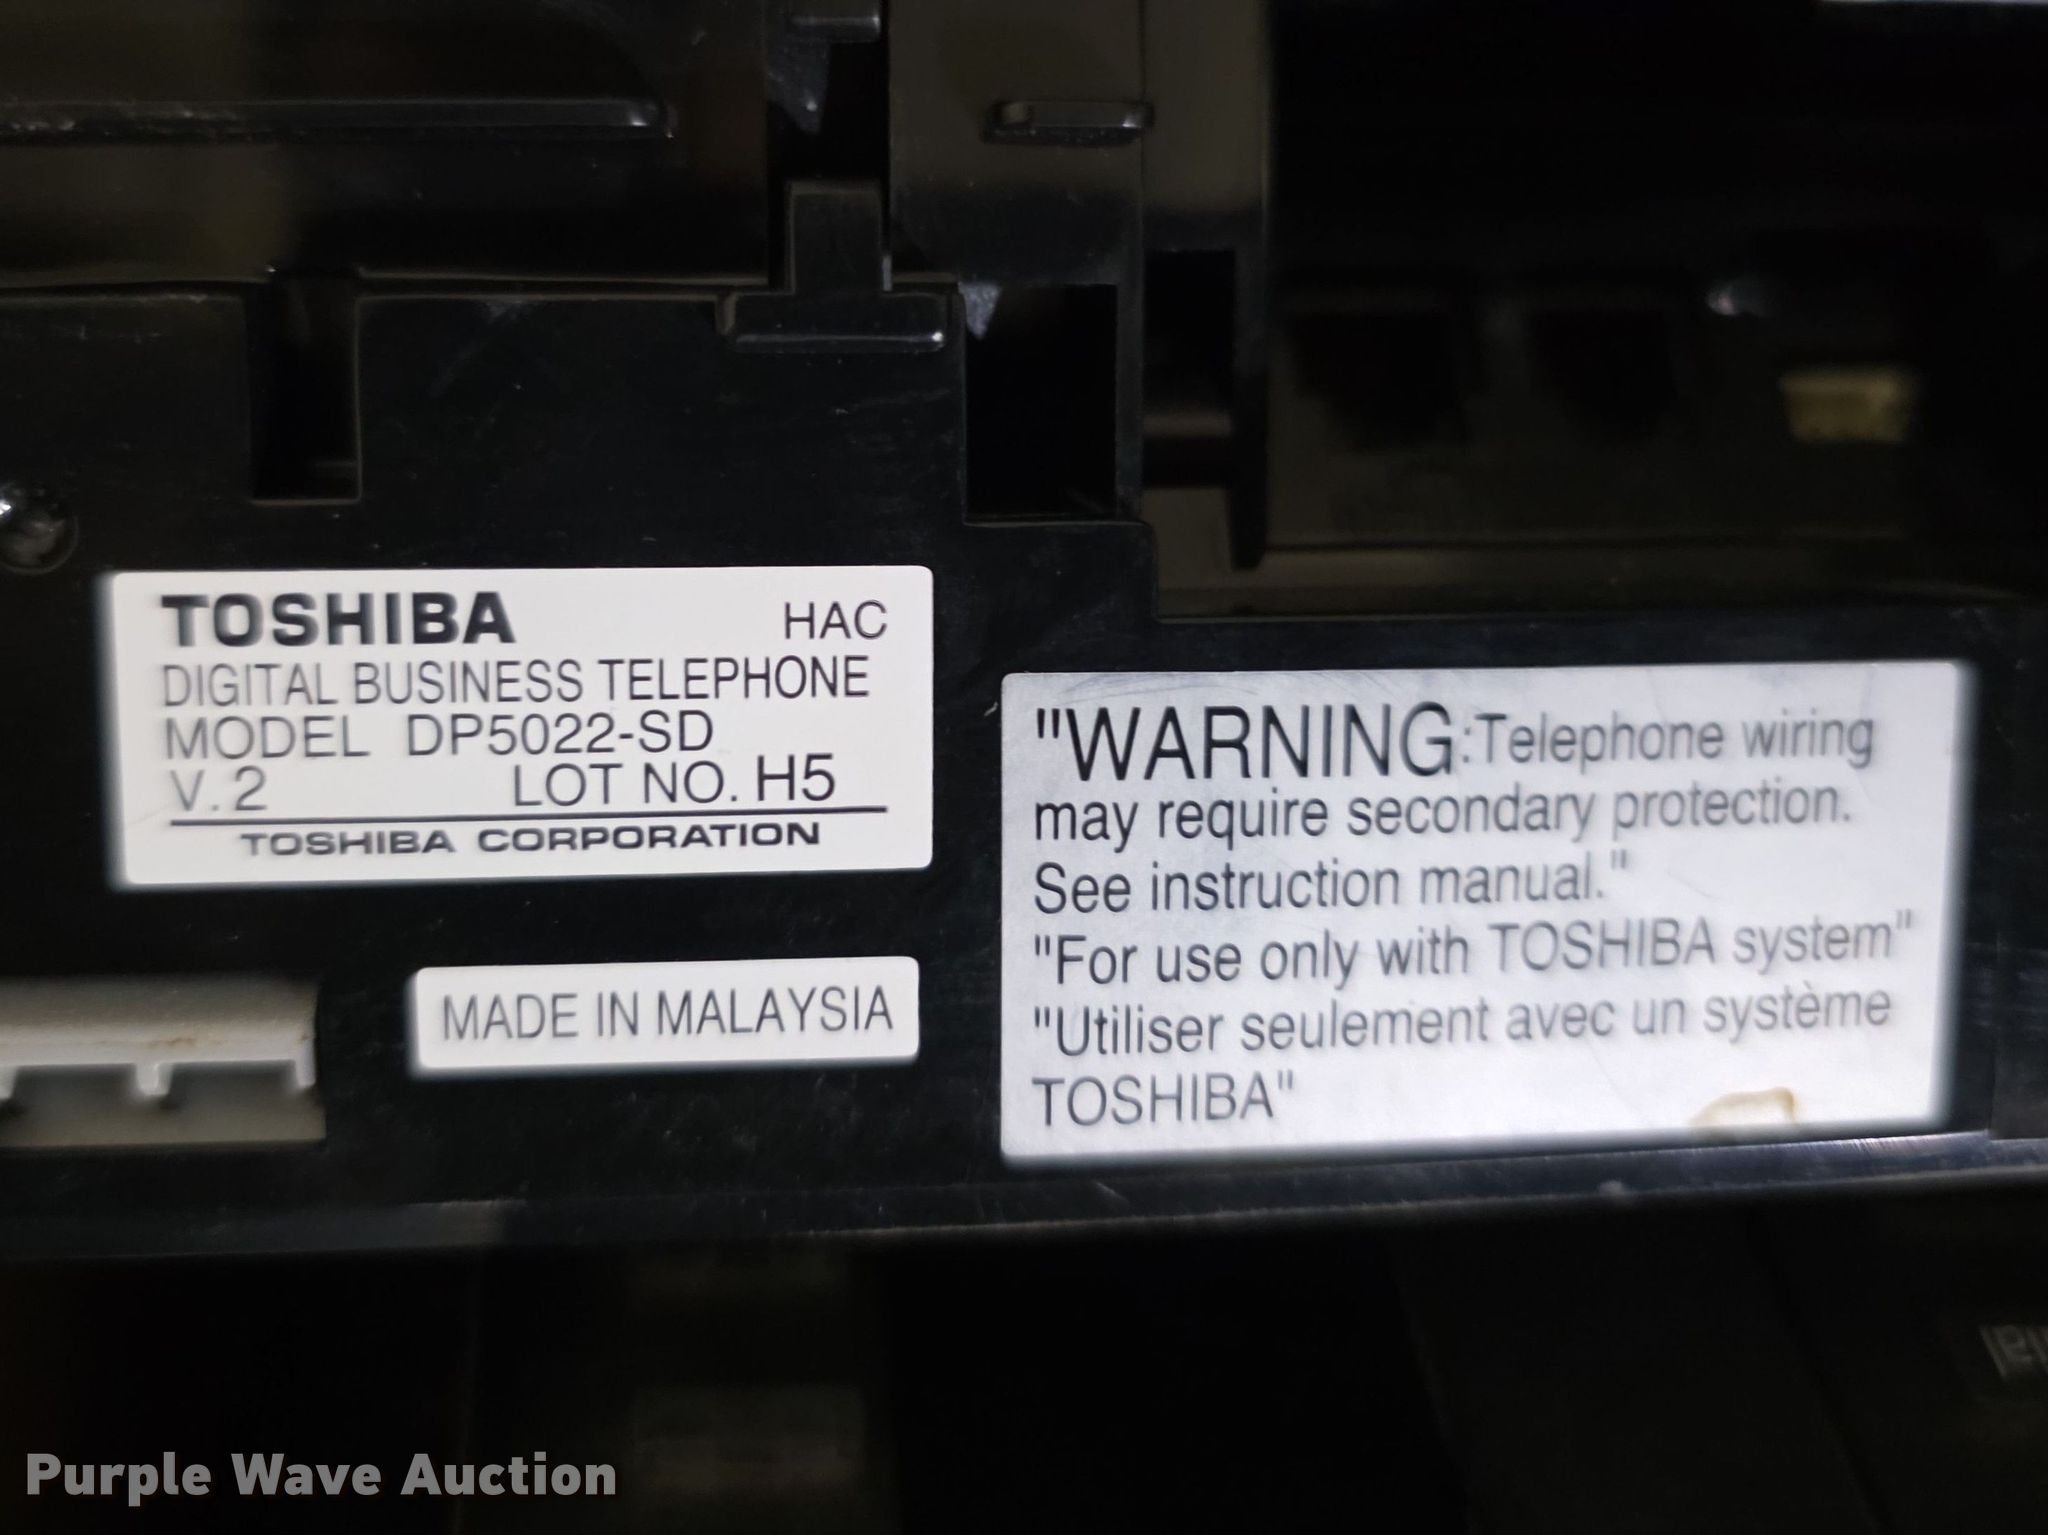 TOSHIBA HAC
DIGITAL BUSINESS TELEPHONE
MODEL DP5022-SD
V.2 LOT NO. H5
TOSHIBA CORPORATION
MADE IN MALAYSIA
"WARNING:Telephone wiring
may require secondary protection.
See instruction manual."
"For use only with TOSHIBA system"
"Utiliser seulement avec un système
TOSHIBA"
Purple Wave Auction